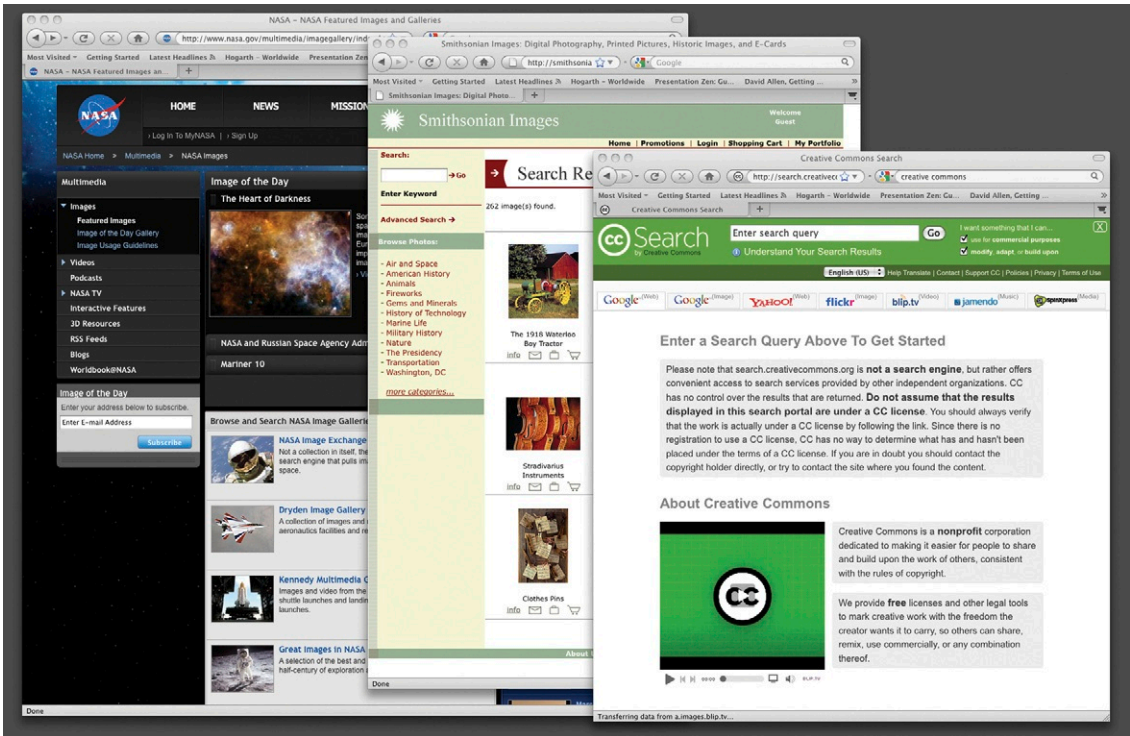 NASA - NASA Featured Images and Galleries
http://www.nasa.gov/multimedia/imagegallery/ind
Most Visited Getting Started Latest Headlines Hogarth - Worldwide Presentation
NASA - NASA Featured Images an...
NASA
HOME NEWS MISSION
Log In To MyNASA | Sign Up
NASA Home > Multimedia > NASA Images
Multimedia
Images
Featured Images
Image of the Day Gallery
Image Usage Guidelines
Videos
Podcasts
NASA TV
Interactive Features
3D Resources
RSS Feeds
Blogs
Worldbook@NASA
Image of the Day
Enter your address below to subscribe.
Enter E-mail Address
Subscribe
Image of the Day
The Heart of Darkness
NASA and Russian Space Agency Adm
Mariner 10
Browse and Search NASA Image Gallerie
NASA Image Exchange
Not a collection in itself, the
search engine that pulls im
space.
Dryden Image Gallery
A collection of images and
aeronautics facilities and re
Kennedy Multimedia G
Images and video from the
shuttle launches and landin
launches.
Great Images in NASA
A selection of the best and
half-century of exploration
Done
Smithsonian Images: Digital Photography, Printed Pictures, Historic Images, and E-Cards
http://smithsonia Google
Most Visited Getting Started Latest Headlines Hogarth - Worldwide Presentation Zen: Gu... David Allen, Getting ... »
Smithsonian Images: Digital Photo...
Smithsonian Images
Welcome
Guest
Home | Promotions | Login | Shopping Cart | My Portfolio
Search:
Go
Enter Keyword
Advanced Search
Browse Photos:
- Air and Space
- American History
- Animals
- Fireworks
- Gems and Minerals
- History of Technology
- Marine Life
- Military History
- Nature
- The Presidency
- Transportation
- Washington, DC
more categories...
Search Re
262 image(s) found.
The 1918 Waterloo
Boy Tractor
info
Stradivarius
Instruments
info
Clothes Pins
info
About
Done
Creative Commons Search
http://search.creativec creative commons
Most Visited Getting Started Latest Headlines Hogarth - Worldwide Presentation Zen: Gu... David Allen, Getting ... »
Creative Commons Search
cc Search
by Creative Commons
Enter search query Go
Understand Your Search Results
I want something that I can...
use for commercial purposes
modify, adapt, or build upon
X
English (US) Help Translate | Contact | Support CC | Policies | Privacy | Terms of Use
Google (Web) Google (Image) YAHOO! (Web) flickr (Image) blip.tv (Video) jamendo (Music) SpinXpress (Media)
Enter a Search Query Above To Get Started
Please note that search.creativecommons.org is not a search engine, but rather offers
convenient access to search services provided by other independent organizations. CC
has no control over the results that are returned. Do not assume that the results
displayed in this search portal are under a CC license. You should always verify
that the work is actually under a CC license by following the link. Since there is no
registration to use a CC license, CC has no way to determine what has and hasn't been
placed under the terms of a CC license. If you are in doubt you should contact the
copyright holder directly, or try to contact the site where you found the content.
About Creative Commons
cc
Creative Commons is a nonprofit corporation
dedicated to making it easier for people to share
and build upon the work of others, consistent
with the rules of copyright.
We provide free licenses and other legal tools
to mark creative work with the freedom the
creator wants it to carry, so others can share,
remix, use commercially, or any combination
thereof.
BLIP.TV
Transferring data from a.images.blip.tv...